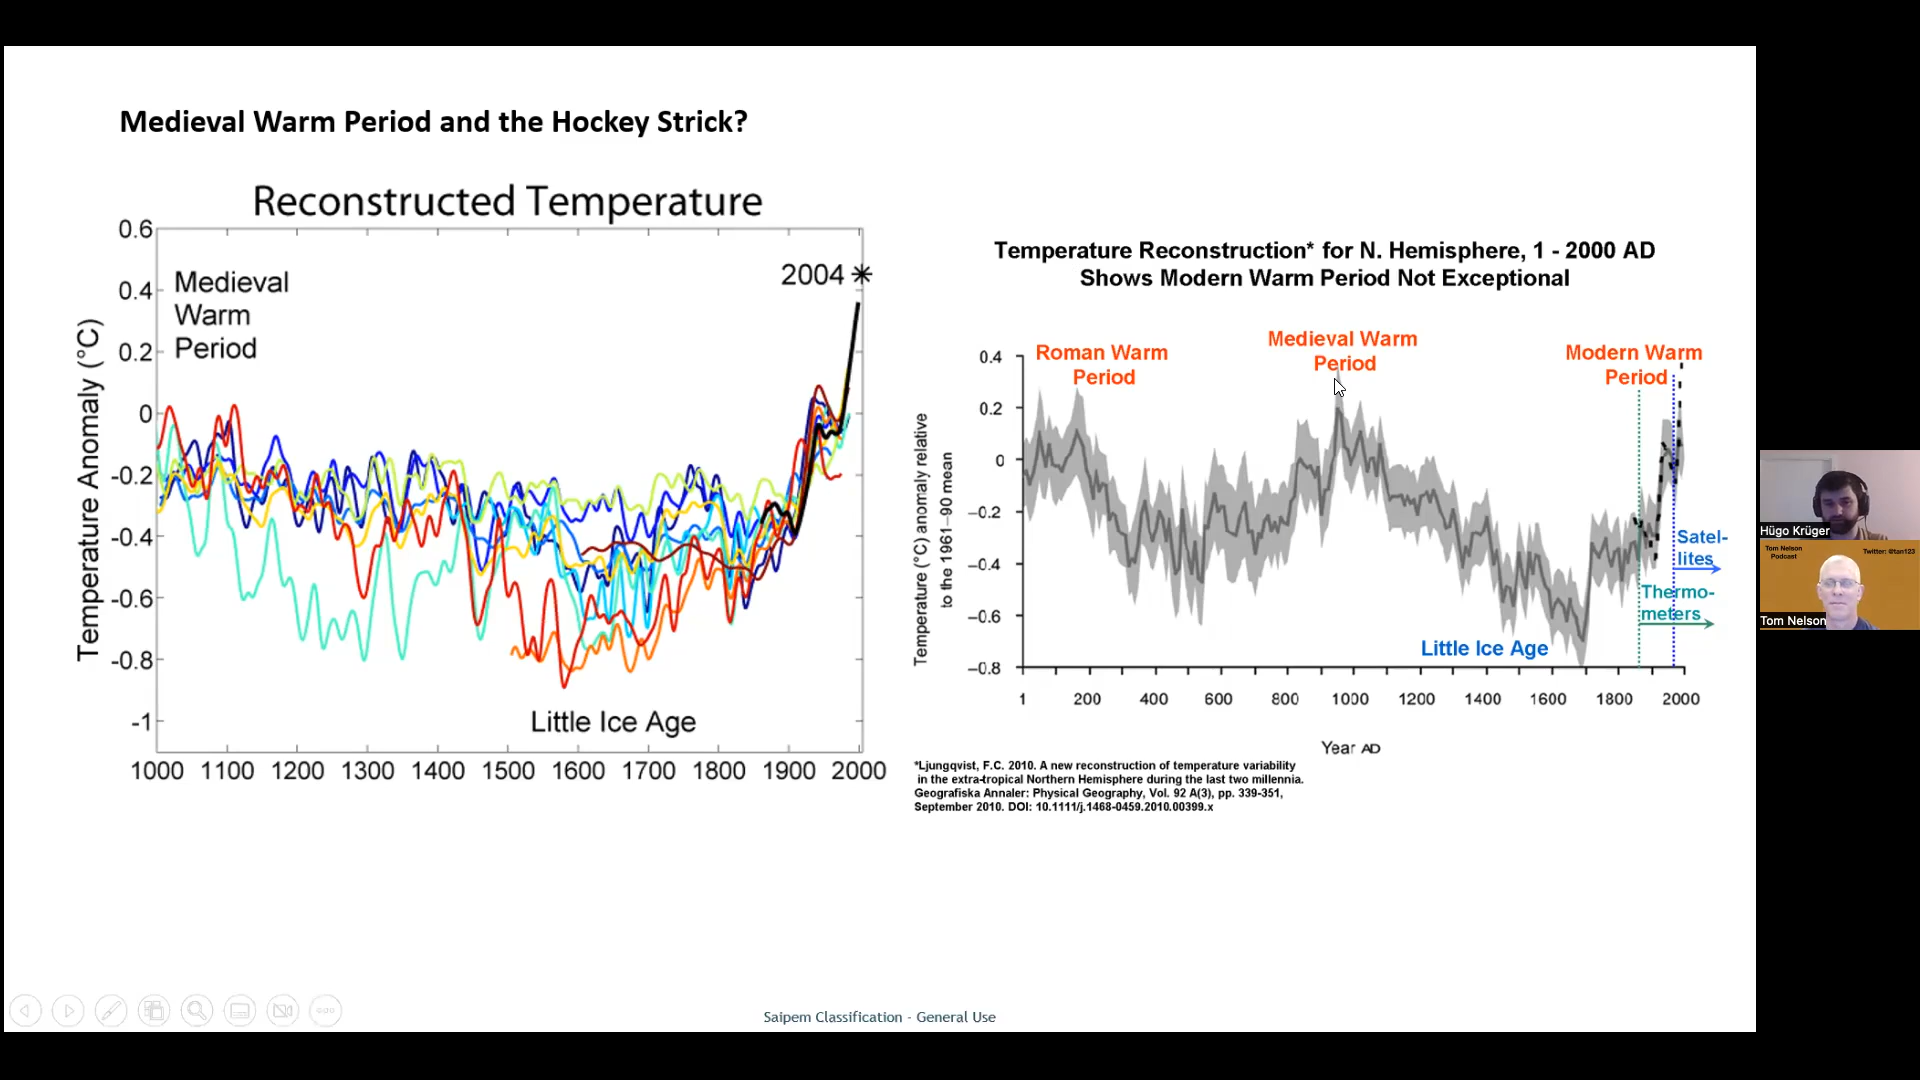 Medieval Warm Period and the Hockey Strick?
Reconstructed Temperature
Temperature Anomaly (°C)
0.6
0.4
0.2
0
-0.2
-0.4
-0.6
-0.8
-1
Medieval
Warm
Period
2004 *
Little Ice Age
1000 1100 1200 1300 1400 1500 1600 1700 1800 1900 2000
Temperature Reconstruction* for N. Hemisphere, 1 - 2000 AD
Shows Modern Warm Period Not Exceptional
Temperature (°C) anomaly relative
to the 1961–90 mean
0.4
0.2
0
–0.2
–0.4
–0.6
–0.8
Roman Warm
Period
Medieval Warm
Period
Modern Warm
Period
Satel-
lites
Thermo-
meters
Little Ice Age
1 200 400 600 800 1000 1200 1400 1600 1800 2000
Year AD
*Ljungqvist, F.C. 2010. A new reconstruction of temperature variability
in the extra-tropical Northern Hemisphere during the last two millennia.
Geografiska Annaler: Physical Geography, Vol. 92 A(3), pp. 339-351,
September 2010. DOI: 10.1111/j.1468-0459.2010.00399.x
Saipem Classification - General Use
Hügo Krüger
Tom Nelson
Podcast
Twitter: @tan123
Tom Nelson